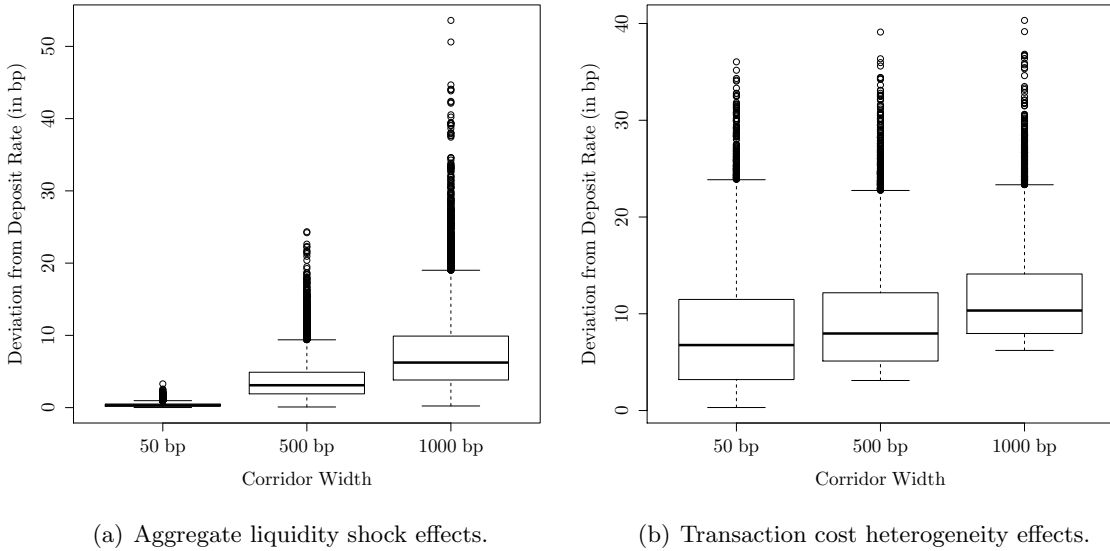 Deviation from Deposit Rate (in bp)
50
40
30
20
10
0
50 bp
500 bp
1000 bp
Corridor Width
(a) Aggregate liquidity shock effects.
Deviation from Deposit Rate (in bp)
40
30
20
10
0
50 bp
500 bp
1000 bp
Corridor Width
(b) Transaction cost heterogeneity effects.